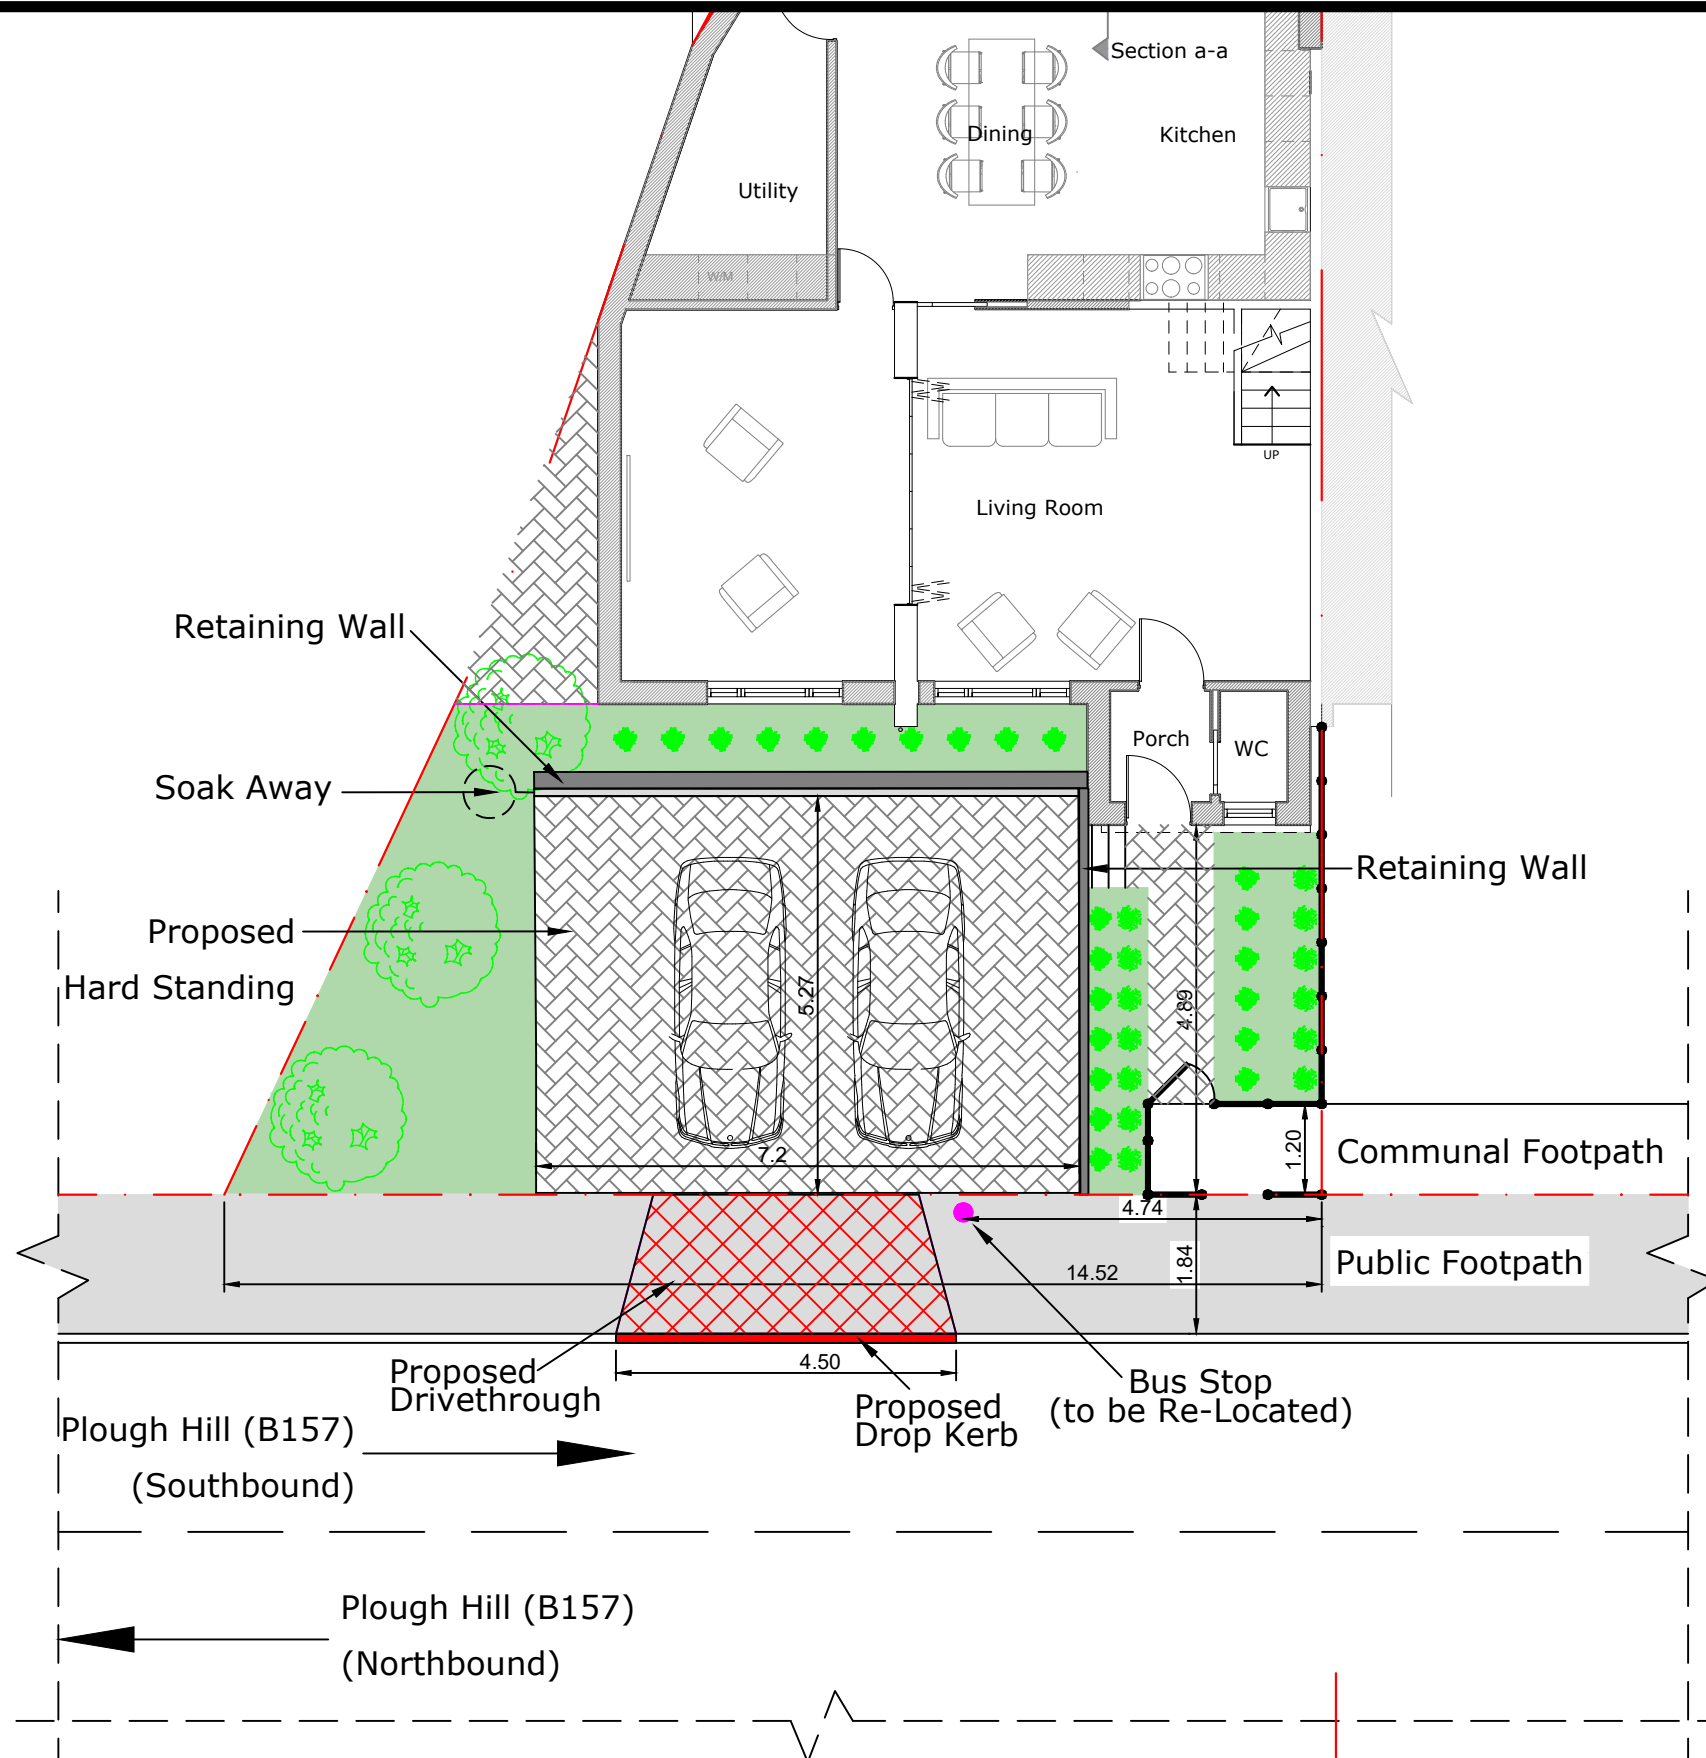 Section a-a
Dining
Kitchen
Utility
W/M
UP
Living Room
Retaining Wall
Porch
WC
Soak Away
Retaining Wall
Proposed
Hard Standing
5.27
4.89
7.2
1.20
Communal Footpath
4.74
1.84
Public Footpath
14.52
4.50
Proposed
Drivethrough
Proposed
Drop Kerb
Bus Stop
(to be Re-Located)
Plough Hill (B157)
(Southbound)
Plough Hill (B157)
(Northbound)